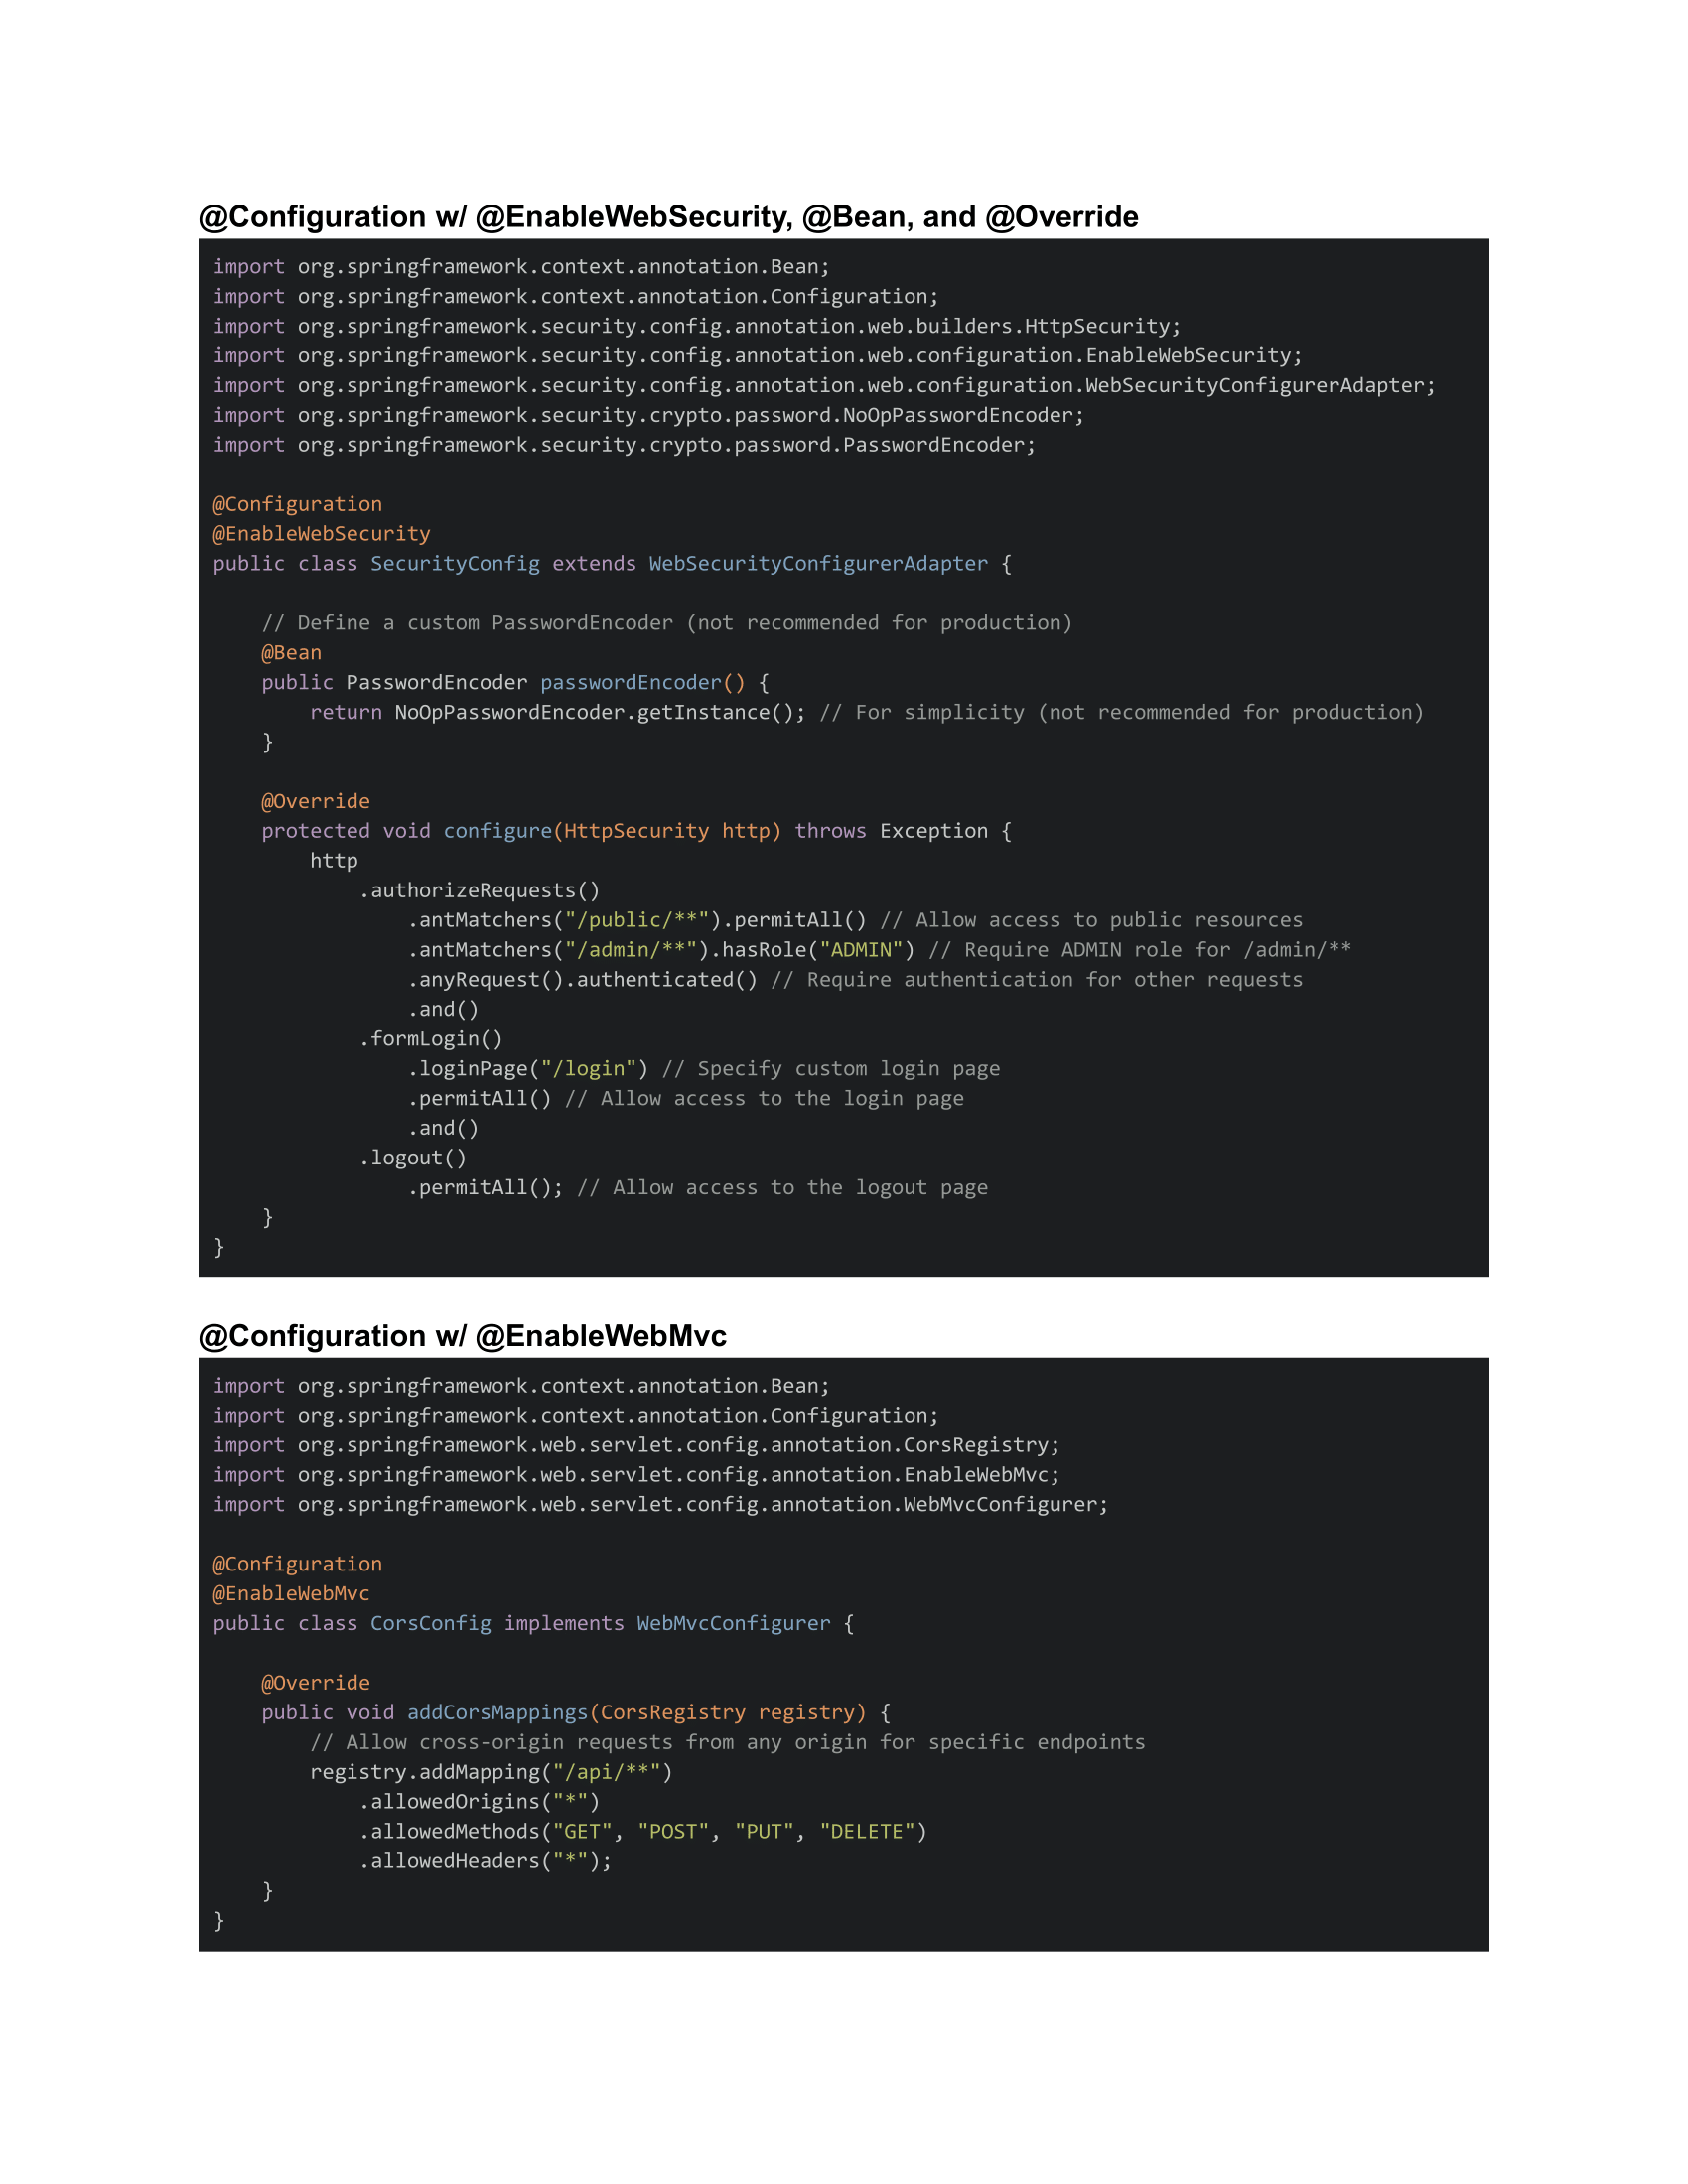 @Configuration w/ @EnableWebSecurity, @Bean, and @Override
import org.springframework.context.annotation.Bean;
import org.springframework.context.annotation.Configuration;
import org.springframework.security.config.annotation.web.builders.HttpSecurity;
import org.springframework.security.config.annotation.web.configuration.EnableWebSecurity;
import org.springframework.security.config.annotation.web.configuration.WebSecurityConfigurerAdapter;
import org.springframework.security.crypto.password.NoOpPasswordEncoder;
import org.springframework.security.crypto.password.PasswordEncoder;

@Configuration
@EnableWebSecurity
public class SecurityConfig extends WebSecurityConfigurerAdapter {

    // Define a custom PasswordEncoder (not recommended for production)
    @Bean
    public PasswordEncoder passwordEncoder() {
        return NoOpPasswordEncoder.getInstance(); // For simplicity (not recommended for production)
    }

    @Override
    protected void configure(HttpSecurity http) throws Exception {
        http
            .authorizeRequests()
                .antMatchers("/public/**").permitAll() // Allow access to public resources
                .antMatchers("/admin/**").hasRole("ADMIN") // Require ADMIN role for /admin/**
                .anyRequest().authenticated() // Require authentication for other requests
                .and()
            .formLogin()
                .loginPage("/login") // Specify custom login page
                .permitAll() // Allow access to the login page
                .and()
            .logout()
                .permitAll(); // Allow access to the logout page
    }
}

@Configuration w/ @EnableWebMvc
import org.springframework.context.annotation.Bean;
import org.springframework.context.annotation.Configuration;
import org.springframework.web.servlet.config.annotation.CorsRegistry;
import org.springframework.web.servlet.config.annotation.EnableWebMvc;
import org.springframework.web.servlet.config.annotation.WebMvcConfigurer;

@Configuration
@EnableWebMvc
public class CorsConfig implements WebMvcConfigurer {

    @Override
    public void addCorsMappings(CorsRegistry registry) {
        // Allow cross-origin requests from any origin for specific endpoints
        registry.addMapping("/api/**")
            .allowedOrigins("*")
            .allowedMethods("GET", "POST", "PUT", "DELETE")
            .allowedHeaders("*");
    }
}